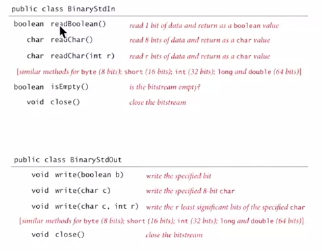 public class BinaryStdIn
boolean readBoolean() read 1 bit of data and return as a boolean value
char readChar() read 8 bits of data and return as a char value
char readChar(int r) read r bits of data and return as a char value
[similar methods for byte (8 bits); short (16 bits); int (32 bits); long and double (64 bits)]
boolean isEmpty() is the bitstream empty?
void close() close the bitstream
public class BinaryStdOut
void write(boolean b) write the specified bit
void write(char c) write the specified 8-bit char
void write(char c, int r) write the r least significant bits of the specified char
[similar methods for byte (8 bits); short (16 bits); int (32 bits); long and double (64 bits)]
void close() close the bitstream